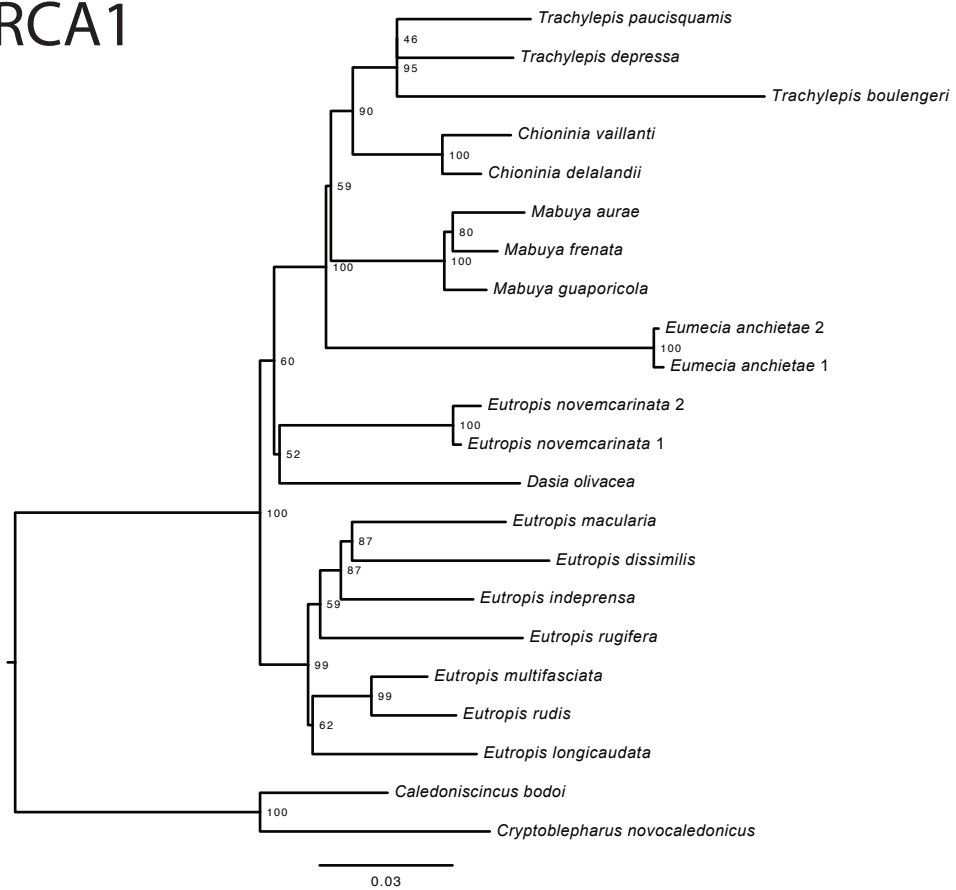 RCA1
Trachylepis paucisquamis
46
Trachylepis depressa
95
Trachylepis boulengeri
90
Chioninia vaillanti
100
Chioninia delalandii
59
Mabuya aurae
80
Mabuya frenata
100
100
Mabuya guaporicola
Eumecia anchietae 2
100
Eumecia anchietae 1
60
Eutropis novemcarinata 2
100
Eutropis novemcarinata 1
52
Dasia olivacea
100
Eutropis macularia
87
Eutropis dissimilis
87
Eutropis indeprensa
59
Eutropis rugifera
99
Eutropis multifasciata
99
Eutropis rudis
62
Eutropis longicaudata
Caledoniscincus bodoi
100
Cryptoblepharus novocaledonicus
0.03